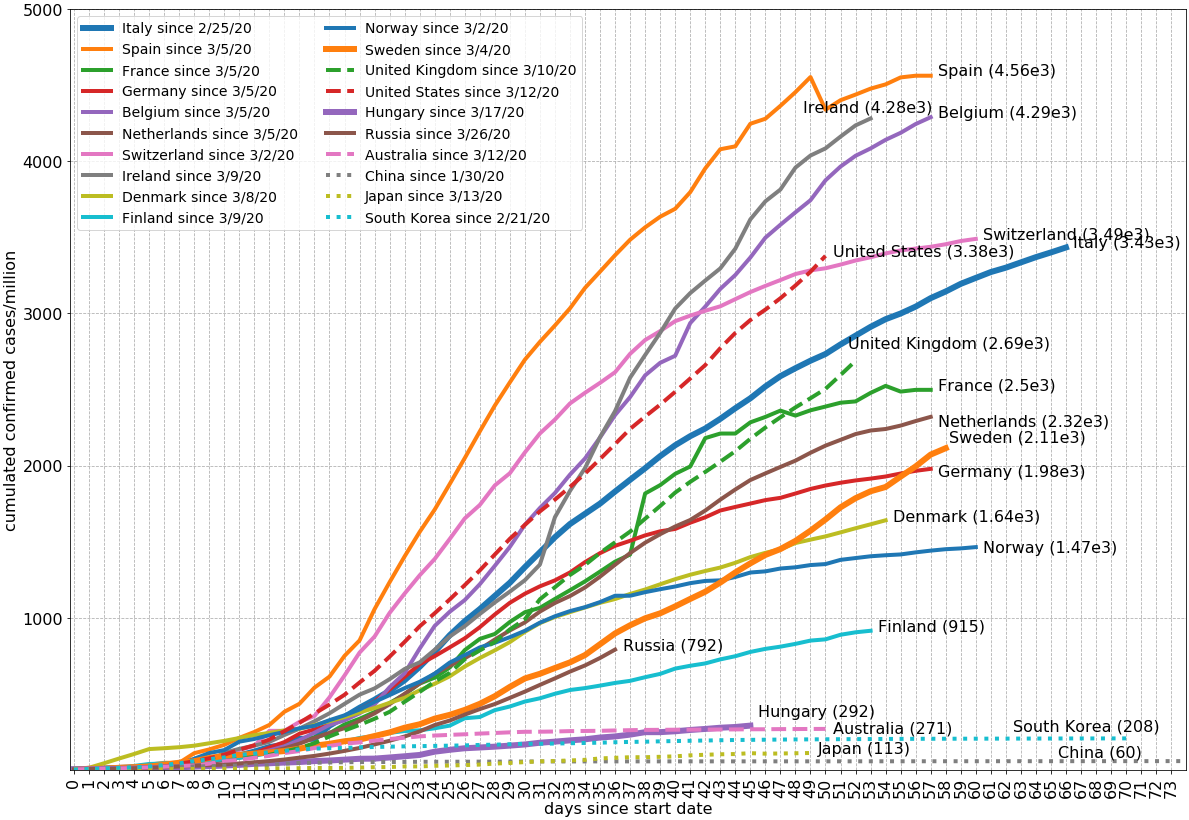 5000
4000
3000
2000
1000
cumulated confirmed cases/million
Italy since 2/25/20
Spain since 3/5/20
France since 3/5/20
Germany since 3/5/20
Belgium since 3/5/20
Netherlands since 3/5/20
Switzerland since 3/2/20
Ireland since 3/9/20
Denmark since 3/8/20
Finland since 3/9/20
Norway since 3/2/20
Sweden since 3/4/20
United Kingdom since 3/10/20
United States since 3/12/20
Hungary since 3/17/20
Russia since 3/26/20
Australia since 3/12/20
China since 1/30/20
Japan since 3/13/20
South Korea since 2/21/20
Spain (4.56e3)
Ireland (4.28e3)
Belgium (4.29e3)
Switzerland (3.49e3)
Italy (3.43e3)
United States (3.38e3)
United Kingdom (2.69e3)
France (2.5e3)
Netherlands (2.32e3)
Sweden (2.11e3)
Germany (1.98e3)
Denmark (1.64e3)
Norway (1.47e3)
Finland (915)
Russia (792)
Hungary (292)
Australia (271)
South Korea (208)
Japan (113)
China (60)
0 1 2 3 4 5 6 7 8 9 10 11 12 13 14 15 16 17 18 19 20 21 22 23 24 25 26 27 28 29 30 31 32 33 34 35 36 37 38 39 40 41 42 43 44 45 46 47 48 49 50 51 52 53 54 55 56 57 58 59 60 61 62 63 64 65 66 67 68 69 70 71 72 73
days since start date